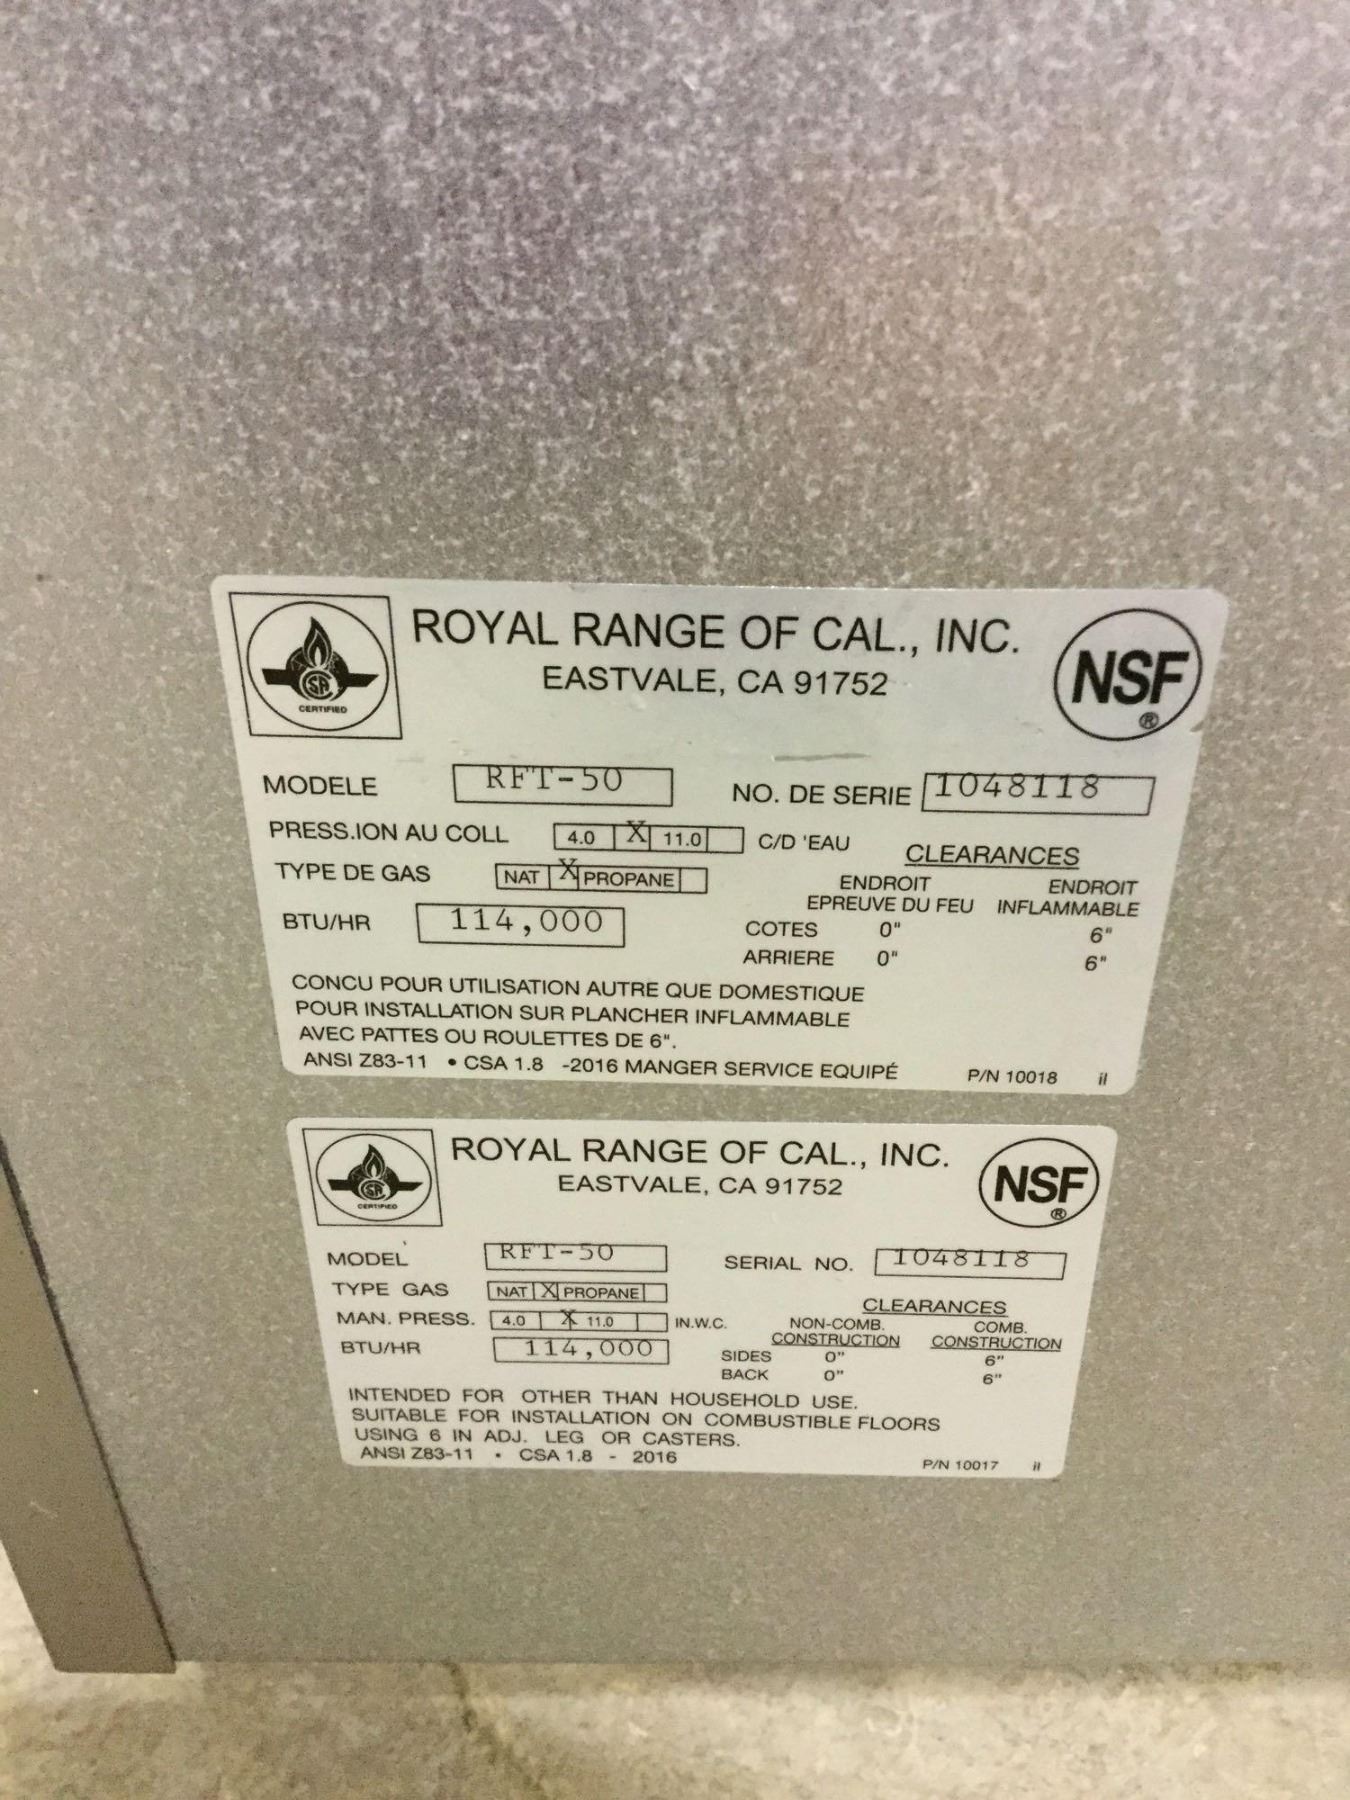 ROYAL RANGE OF CAL., INC.
EASTVALE, CA 91752
CSA
CERTIFIED
NSF
®
MODELE RFT-50 NO. DE SERIE 1048118
PRESS.ION AU COLL 4.0 X 11.0 C/D 'EAU
TYPE DE GAS NAT X PROPANE
BTU/HR 114,000
CLEARANCES
ENDROIT ENDROIT
EPREUVE DU FEU INFLAMMABLE
COTES 0" 6"
ARRIERE 0" 6"
CONCU POUR UTILISATION AUTRE QUE DOMESTIQUE
POUR INSTALLATION SUR PLANCHER INFLAMMABLE
AVEC PATTES OU ROULETTES DE 6".
ANSI Z83-11 • CSA 1.8 -2016 MANGER SERVICE EQUIPÉ
P/N 10018 il
ROYAL RANGE OF CAL., INC.
EASTVALE, CA 91752
CSA
CERTIFIED
NSF
®
MODEL RFT-50 SERIAL NO. 1048118
TYPE GAS NAT X PROPANE
MAN. PRESS. 4.0 X 11.0 IN.W.C.
BTU/HR 114,000
CLEARANCES
NON-COMB. COMB.
CONSTRUCTION CONSTRUCTION
SIDES 0" 6"
BACK 0" 6"
INTENDED FOR OTHER THAN HOUSEHOLD USE.
SUITABLE FOR INSTALLATION ON COMBUSTIBLE FLOORS
USING 6 IN ADJ. LEG OR CASTERS.
ANSI Z83-11 • CSA 1.8 - 2016
P/N 10017 il